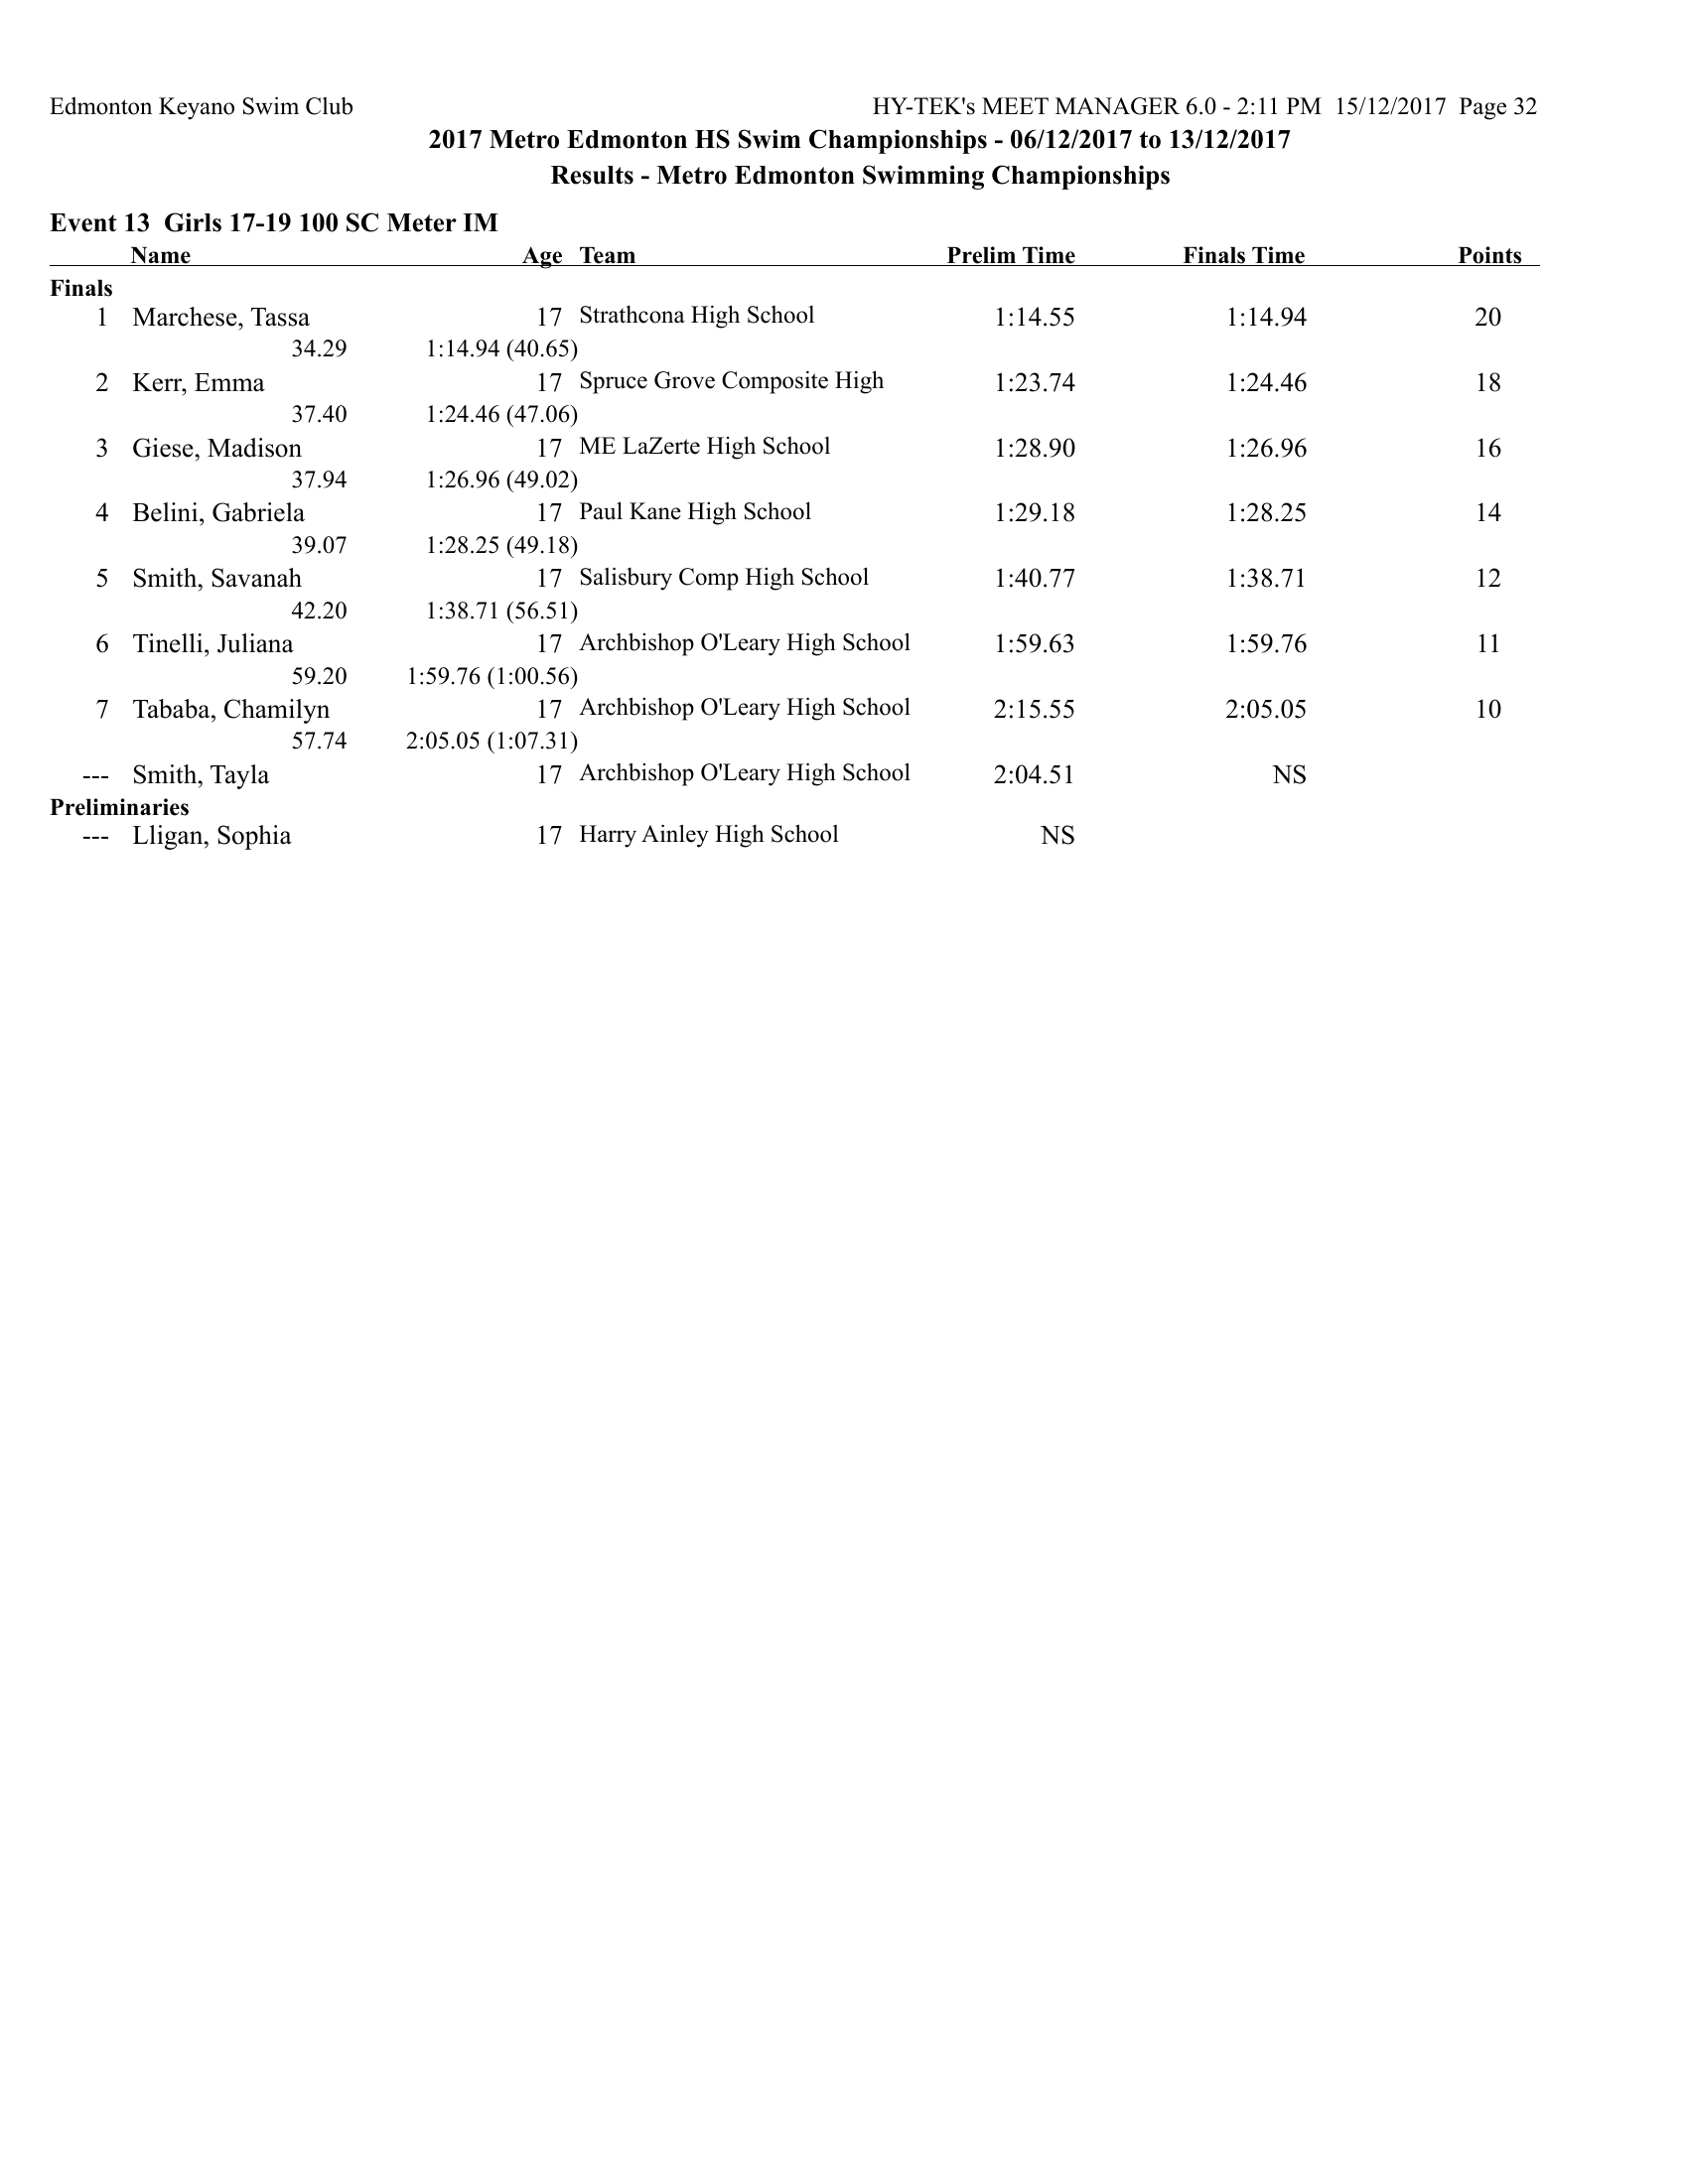 Edmonton Keyano Swim Club HY-TEK's MEET MANAGER 6.0 - 2:11 PM 15/12/2017 Page 32
2017 Metro Edmonton HS Swim Championships - 06/12/2017 to 13/12/2017
Results - Metro Edmonton Swimming Championships
Event 13 Girls 17-19 100 SC Meter IM
Name Age Team Prelim Time Finals Time Points
Finals
1 Marchese, Tassa 17 Strathcona High School 1:14.55 1:14.94 20
34.29 1:14.94 (40.65)
2 Kerr, Emma 17 Spruce Grove Composite High 1:23.74 1:24.46 18
37.40 1:24.46 (47.06)
3 Giese, Madison 17 ME LaZerte High School 1:28.90 1:26.96 16
37.94 1:26.96 (49.02)
4 Belini, Gabriela 17 Paul Kane High School 1:29.18 1:28.25 14
39.07 1:28.25 (49.18)
5 Smith, Savanah 17 Salisbury Comp High School 1:40.77 1:38.71 12
42.20 1:38.71 (56.51)
6 Tinelli, Juliana 17 Archbishop O'Leary High School 1:59.63 1:59.76 11
59.20 1:59.76 (1:00.56)
7 Tababa, Chamilyn 17 Archbishop O'Leary High School 2:15.55 2:05.05 10
57.74 2:05.05 (1:07.31)
--- Smith, Tayla 17 Archbishop O'Leary High School 2:04.51 NS
Preliminaries
--- Lligan, Sophia 17 Harry Ainley High School NS